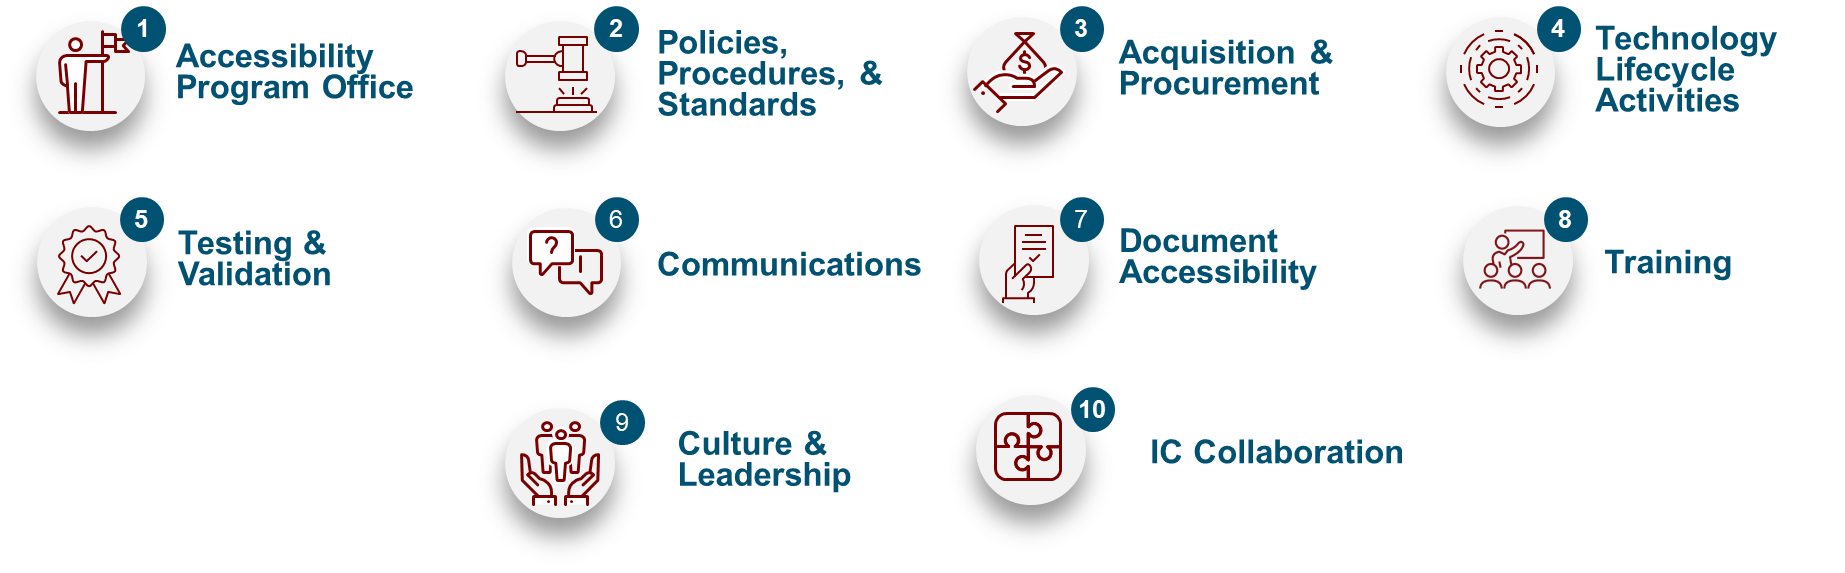 1
Accessibility
Program Office
2
Policies,
Procedures, &
Standards
3
$
Acquisition &
Procurement
4
Technology
Lifecycle
Activities
5
Testing &
Validation
6
?
!
Communications
7
Document
Accessibility
8
Training
9
Culture &
Leadership
10
IC Collaboration